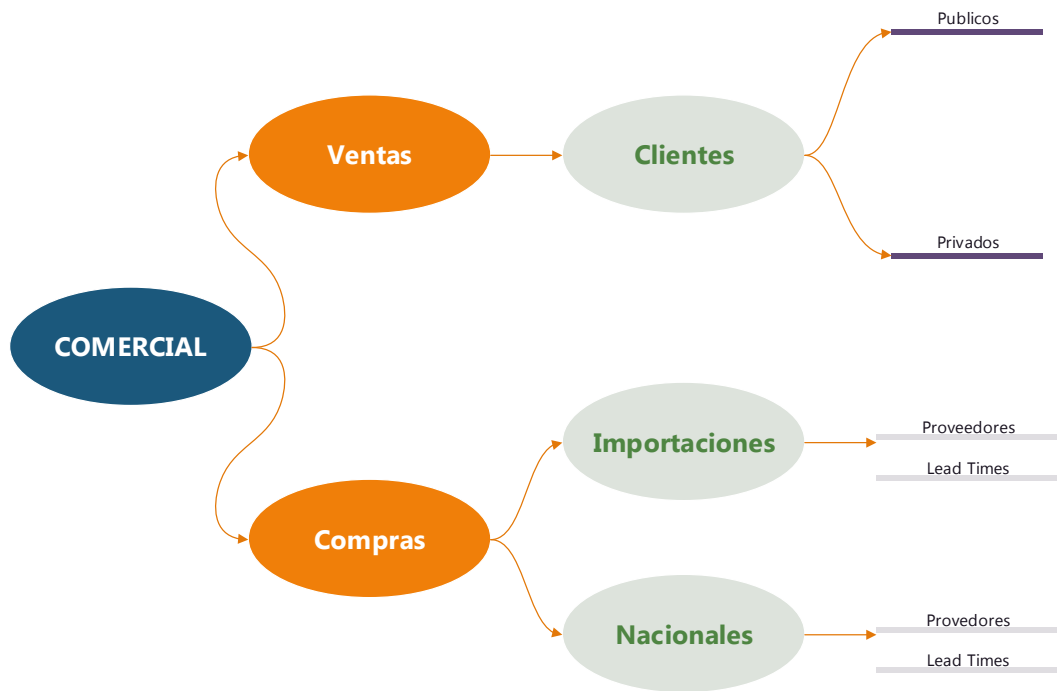 Publicos
Ventas
Clientes
Privados
COMERCIAL
Importaciones
Proveedores
Lead Times
Compras
Nacionales
Provedores
Lead Times